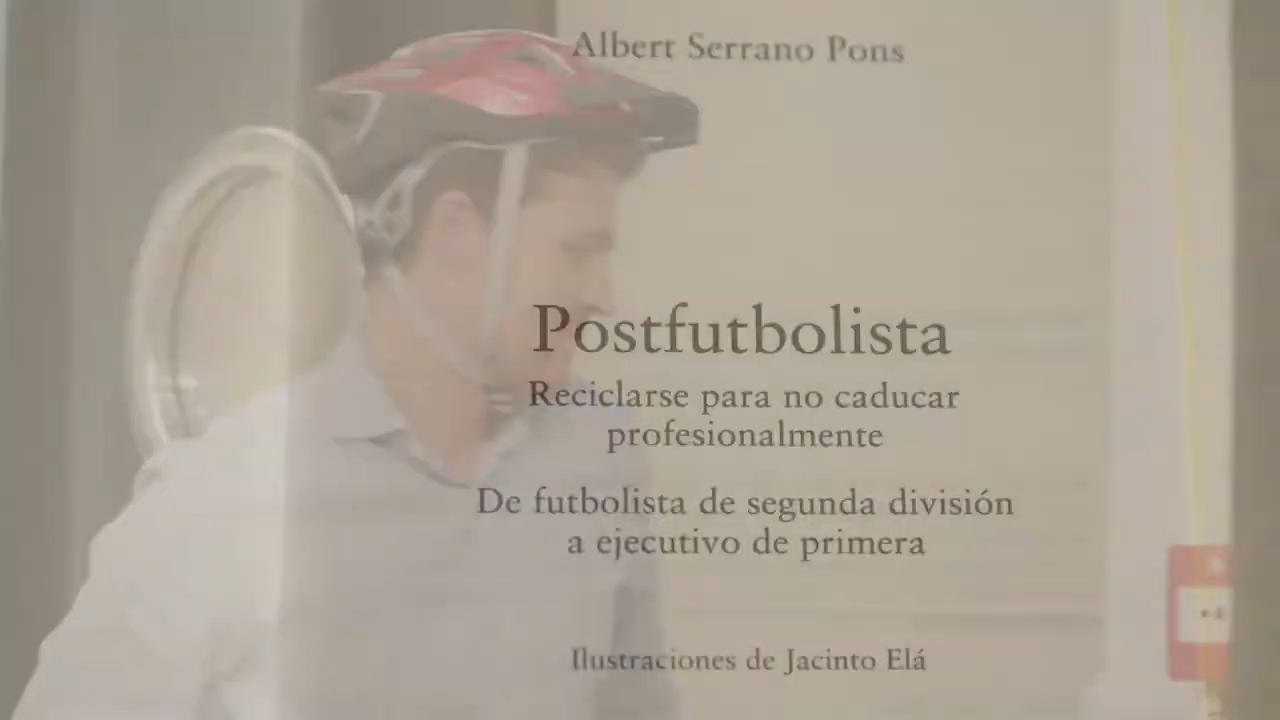 Albert Serrano Pons
Postfutbolista
Reciclarse para no caducar
profesionalmente
De futbolista de segunda división
a ejecutivo de primera
Ilustraciones de Jacinto Elá